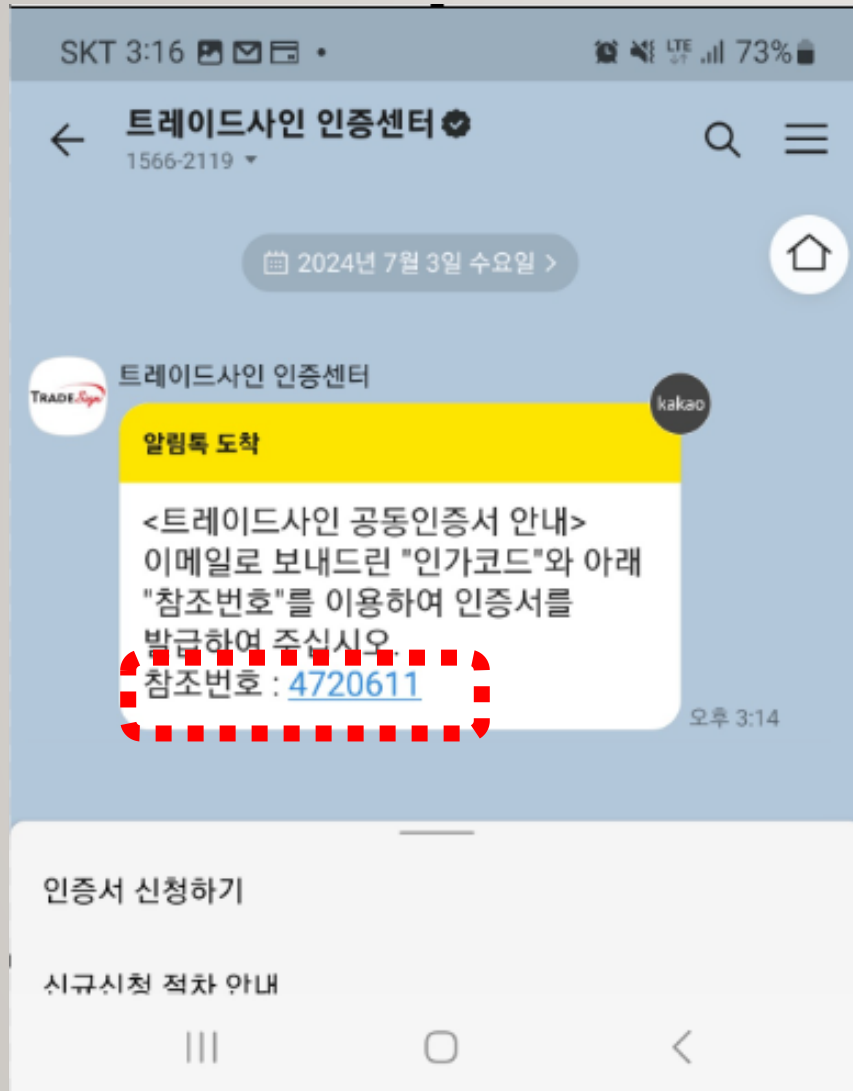 SKT 3:16
LTE 73%
트레이드사인 인증센터
1566-2119
2024년 7월 3일 수요일 >
트레이드사인 인증센터
TRADESign
kakao
알림톡 도착
<트레이드사인 공동인증서 안내>
이메일로 보내드린 "인가코드"와 아래
"참조번호"를 이용하여 인증서를
발급하여 주십시오.
참조번호 : 4720611
오후 3:14
인증서 신청하기
신규신청 절차 안내